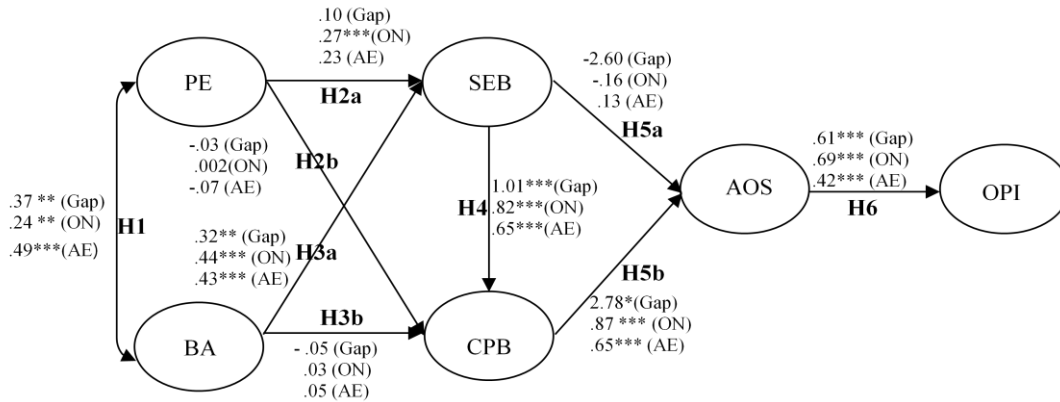 .10 (Gap)
.27***(ON)
.23 (AE)
PE
H2a
SEB
-2.60 (Gap)
-.16 (ON)
.13 (AE)
H5a
-.03 (Gap)
.002(ON)
-.07 (AE)
H2b
.37 ** (Gap)
.24 ** (ON)
.49***(AE)
H1
1.01***(Gap)
.82***(ON)
.65***(AE)
H4
AOS
.61*** (Gap)
.69*** (ON)
.42*** (AE)
H6
OPI
.32** (Gap)
.44*** (ON)
.43*** (AE)
H3a
H5b
2.78*(Gap)
.87 *** (ON)
.65*** (AE)
BA
H3b
- .05 (Gap)
.03 (ON)
.05 (AE)
CPB